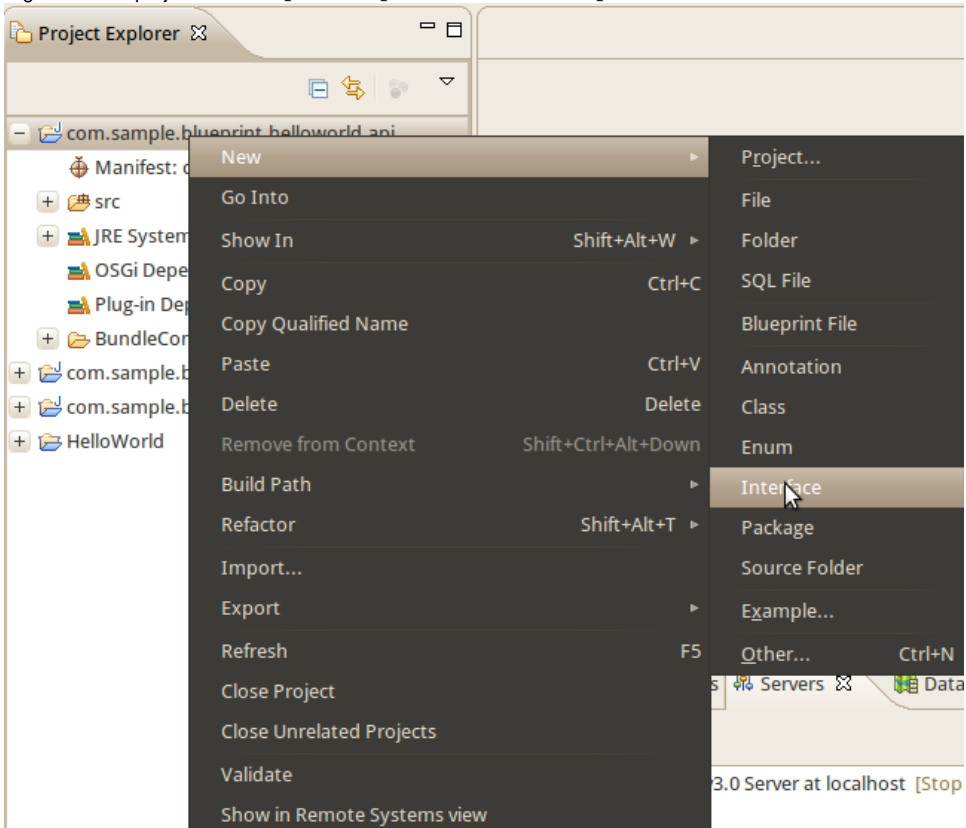 Project Explorer
com.sample.blueprint.helloworld.api
Manifest:
src
JRE System
OSGi Depe
Plug-in Dep
BundleCon
com.sample.b
com.sample.b
HelloWorld
New
Go Into
Show In Shift+Alt+W
Copy Ctrl+C
Copy Qualified Name
Paste Ctrl+V
Delete Delete
Remove from Context Shift+Ctrl+Alt+Down
Build Path
Refactor Shift+Alt+T
Import...
Export
Refresh F5
Close Project
Close Unrelated Projects
Validate
Show in Remote Systems view
Project...
File
Folder
SQL File
Blueprint File
Annotation
Class
Enum
Interface
Package
Source Folder
Example...
Other... Ctrl+N
s Servers Data
v3.0 Server at localhost [Stop